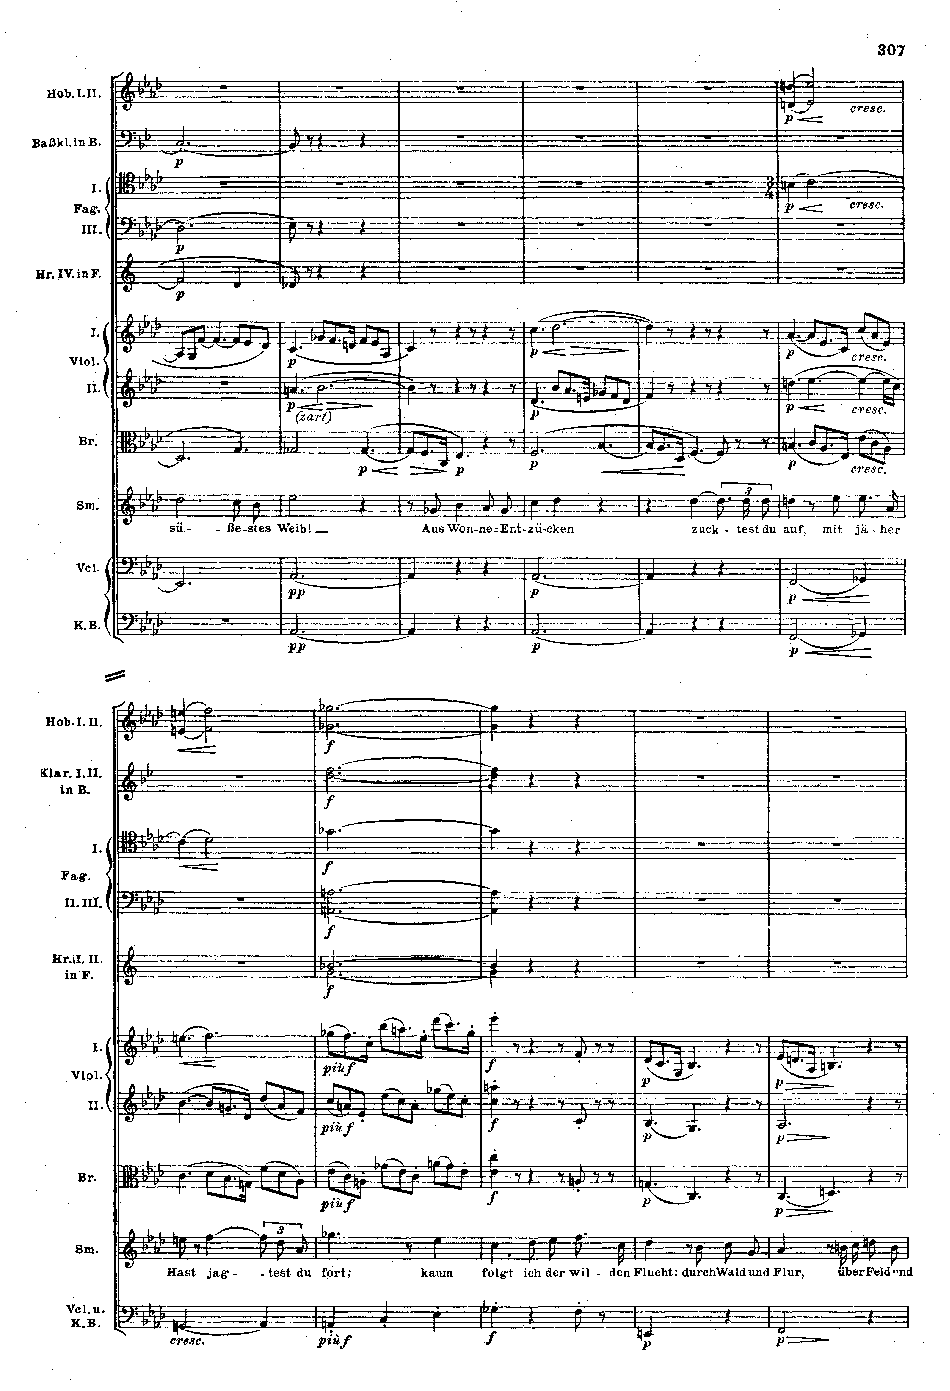 307
Hob. I. II.
cresc.
p
Baßkl. in B.
p
I.
p cresc.
Fag.
III.
p
Hr. IV. in F.
p
I.
p p p cresc.
Viol.
II.
p p p cresc.
(zart)
Br.
p p p p cresc.
Sm.
sü - - ße-stes Weib! Aus Won-ne-Ent-zü-cken zuck - test du auf, mit jä - her
3
Vcl.
pp p p
K.B.
pp p p
Hob. I. II.
f
Klar. I. II.
in B.
f
I.
f
Fag.
II. III.
f
Hr. I. II.
in F.
f
I.
più f f p p
Viol.
II.
più f f p p
Br.
più f f p p
3
Sm.
Hast jag - - test du fort; kaum folgt ich der wil - den Flucht: durch Wald und Flur, über Feld und
Vcl. u.
K.B.
cresc. più f f p p